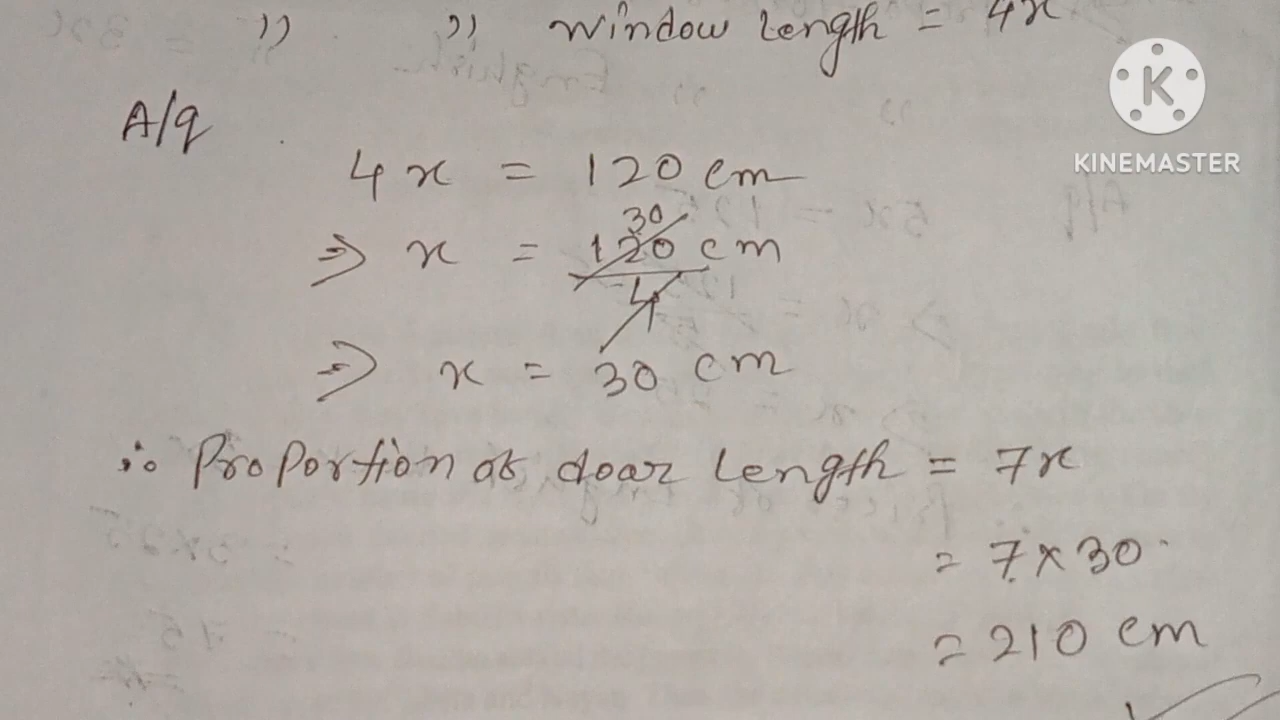 ,, ,, Window length = 4x
A/q
4x = 120 cm
⇒ x = 120 cm / 4 30
⇒ x = 30 cm
∴ Proportion of doar length = 7x
= 7 × 30
= 210 cm
K
KINEMASTER